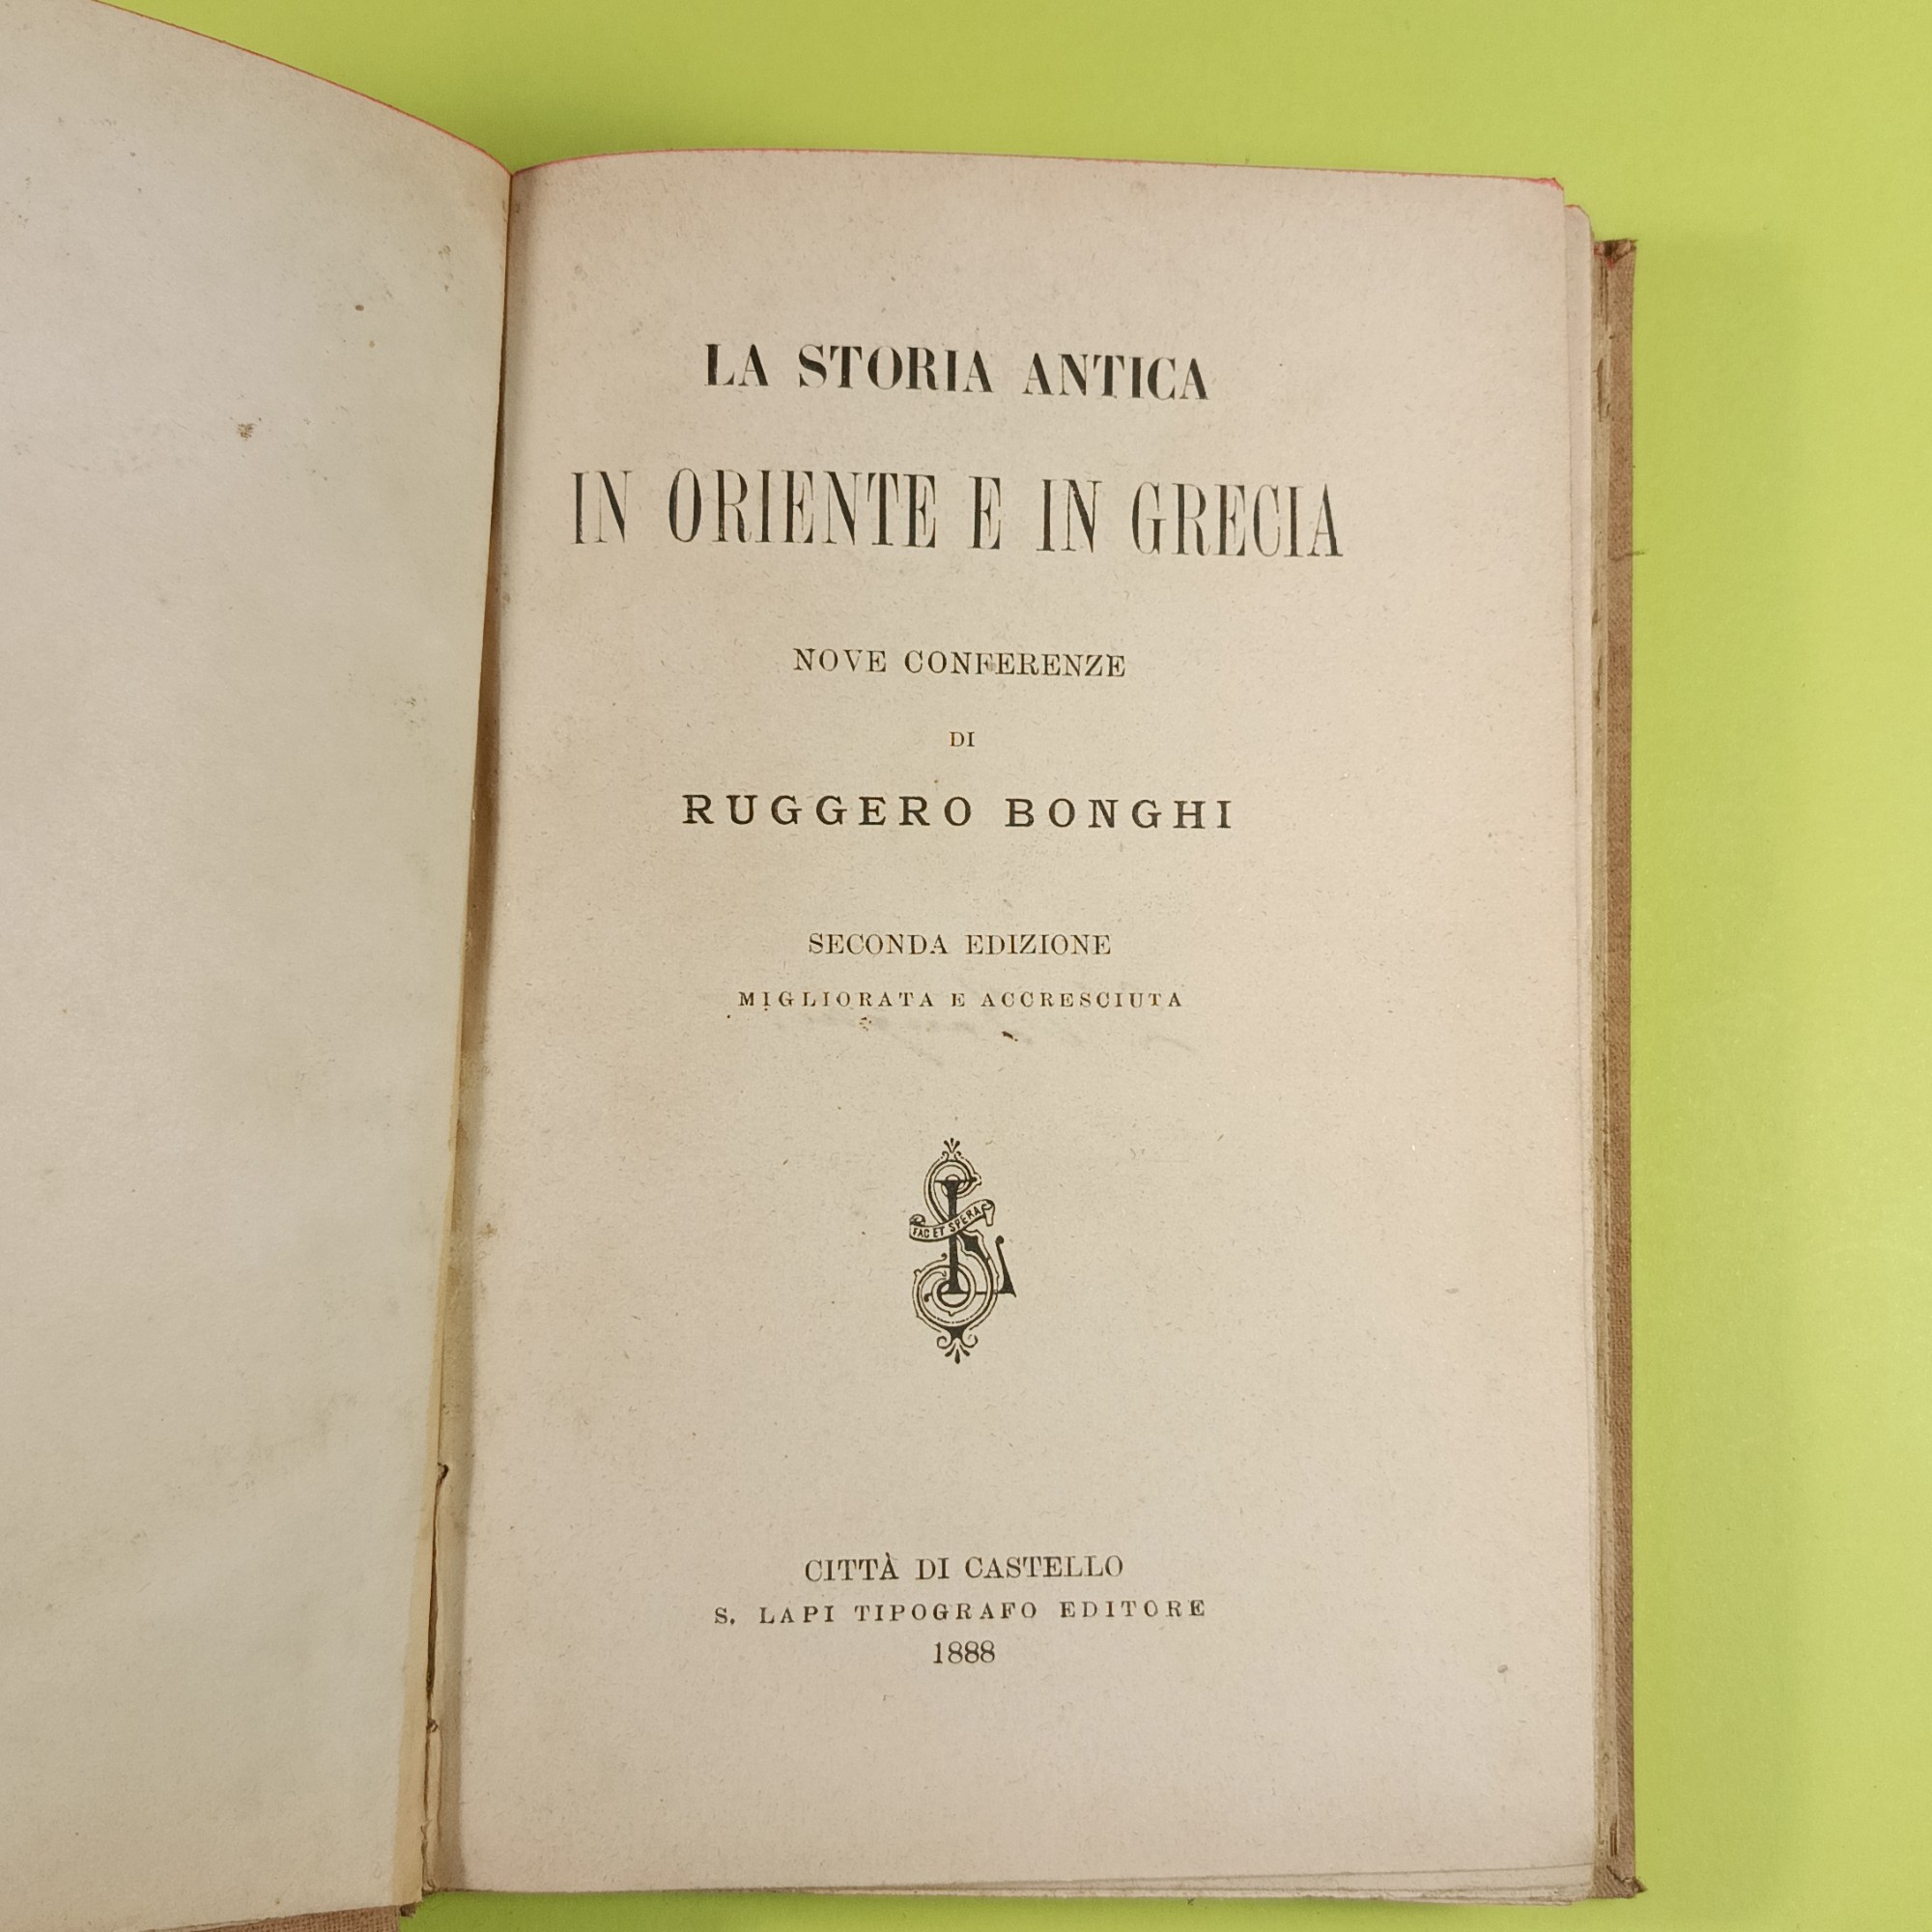 LA STORIA ANTICA
IN ORIENTE E IN GRECIA
NOVE CONFERENZE
DI
RUGGERO BONGHI
SECONDA EDIZIONE
MIGLIORATA E ACCRESCIUTA
FAC ET SPERA
CITTÀ DI CASTELLO
S. LAPI TIPOGRAFO EDITORE
1888